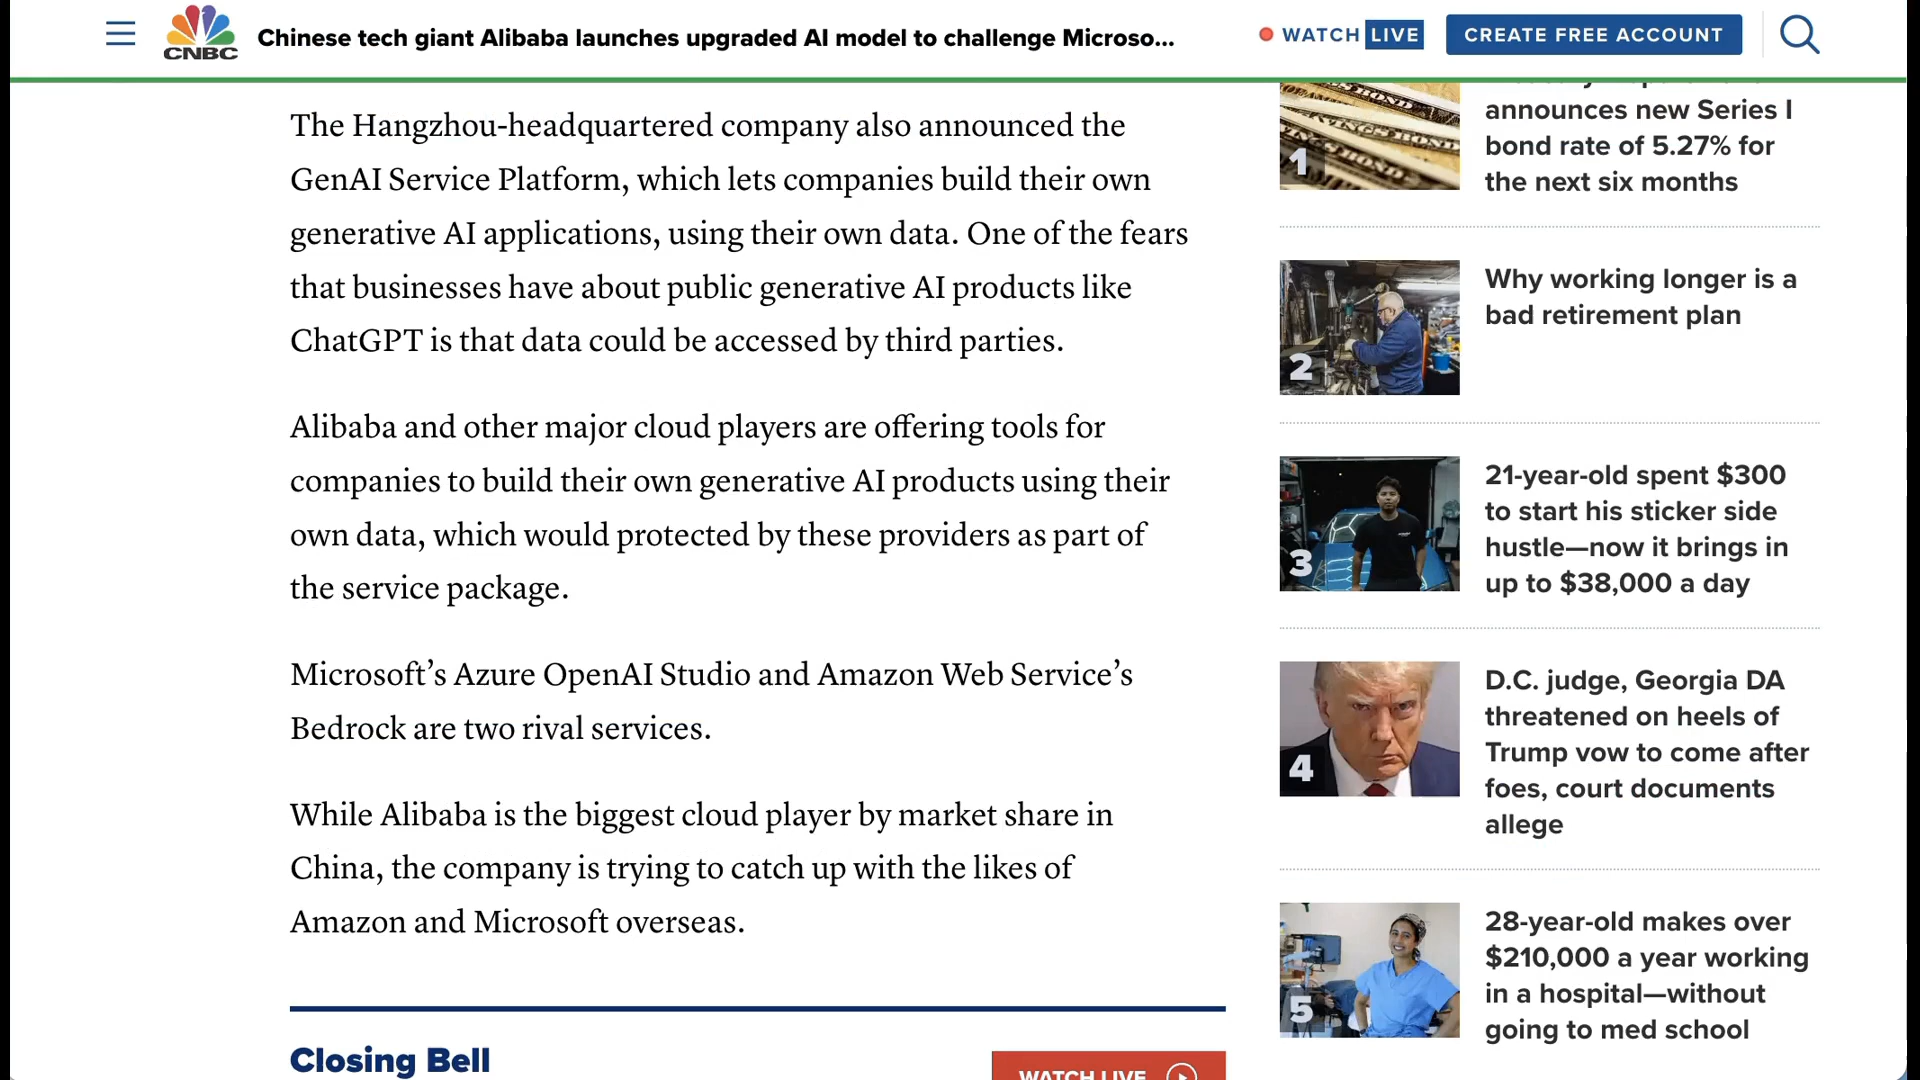 CNBC
Chinese tech giant Alibaba launches upgraded AI model to challenge Microso...
WATCH LIVE
CREATE FREE ACCOUNT
The Hangzhou-headquartered company also announced the
GenAI Service Platform, which lets companies build their own
generative AI applications, using their own data. One of the fears
that businesses have about public generative AI products like
ChatGPT is that data could be accessed by third parties.
Alibaba and other major cloud players are offering tools for
companies to build their own generative AI products using their
own data, which would protected by these providers as part of
the service package.
Microsoft’s Azure OpenAI Studio and Amazon Web Service’s
Bedrock are two rival services.
While Alibaba is the biggest cloud player by market share in
China, the company is trying to catch up with the likes of
Amazon and Microsoft overseas.
Closing Bell
WATCH LIVE
1
announces new Series I
bond rate of 5.27% for
the next six months
2
Why working longer is a
bad retirement plan
3
21-year-old spent $300
to start his sticker side
hustle—now it brings in
up to $38,000 a day
4
D.C. judge, Georgia DA
threatened on heels of
Trump vow to come after
foes, court documents
allege
5
28-year-old makes over
$210,000 a year working
in a hospital—without
going to med school